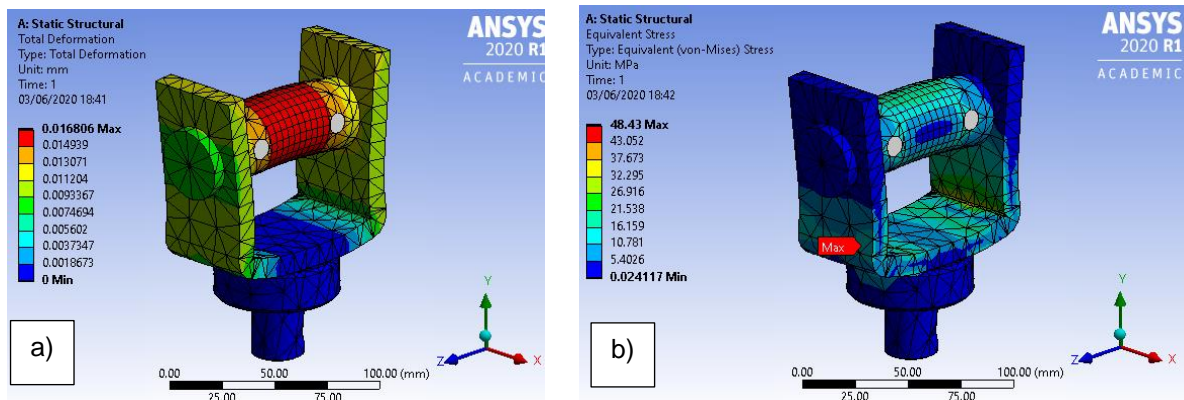 A: Static Structural
Total Deformation
Type: Total Deformation
Unit: mm
Time: 1
03/06/2020 18:41
0.016806 Max
0.014939
0.013071
0.011204
0.0093367
0.0074694
0.005602
0.0037347
0.0018673
0 Min
ANSYS
2020 R1
ACADEMIC
a)
Y
Z
X
0.00 50.00 100.00 (mm)
25.00 75.00
A: Static Structural
Equivalent Stress
Type: Equivalent (von-Mises) Stress
Unit: MPa
Time: 1
03/06/2020 18:42
48.43 Max
43.052
37.673
32.295
26.916
21.538
16.159
10.781
5.4026
0.024117 Min
ANSYS
2020 R1
ACADEMIC
Max
b)
Y
Z
X
0.00 50.00 100.00 (mm)
25.00 75.00